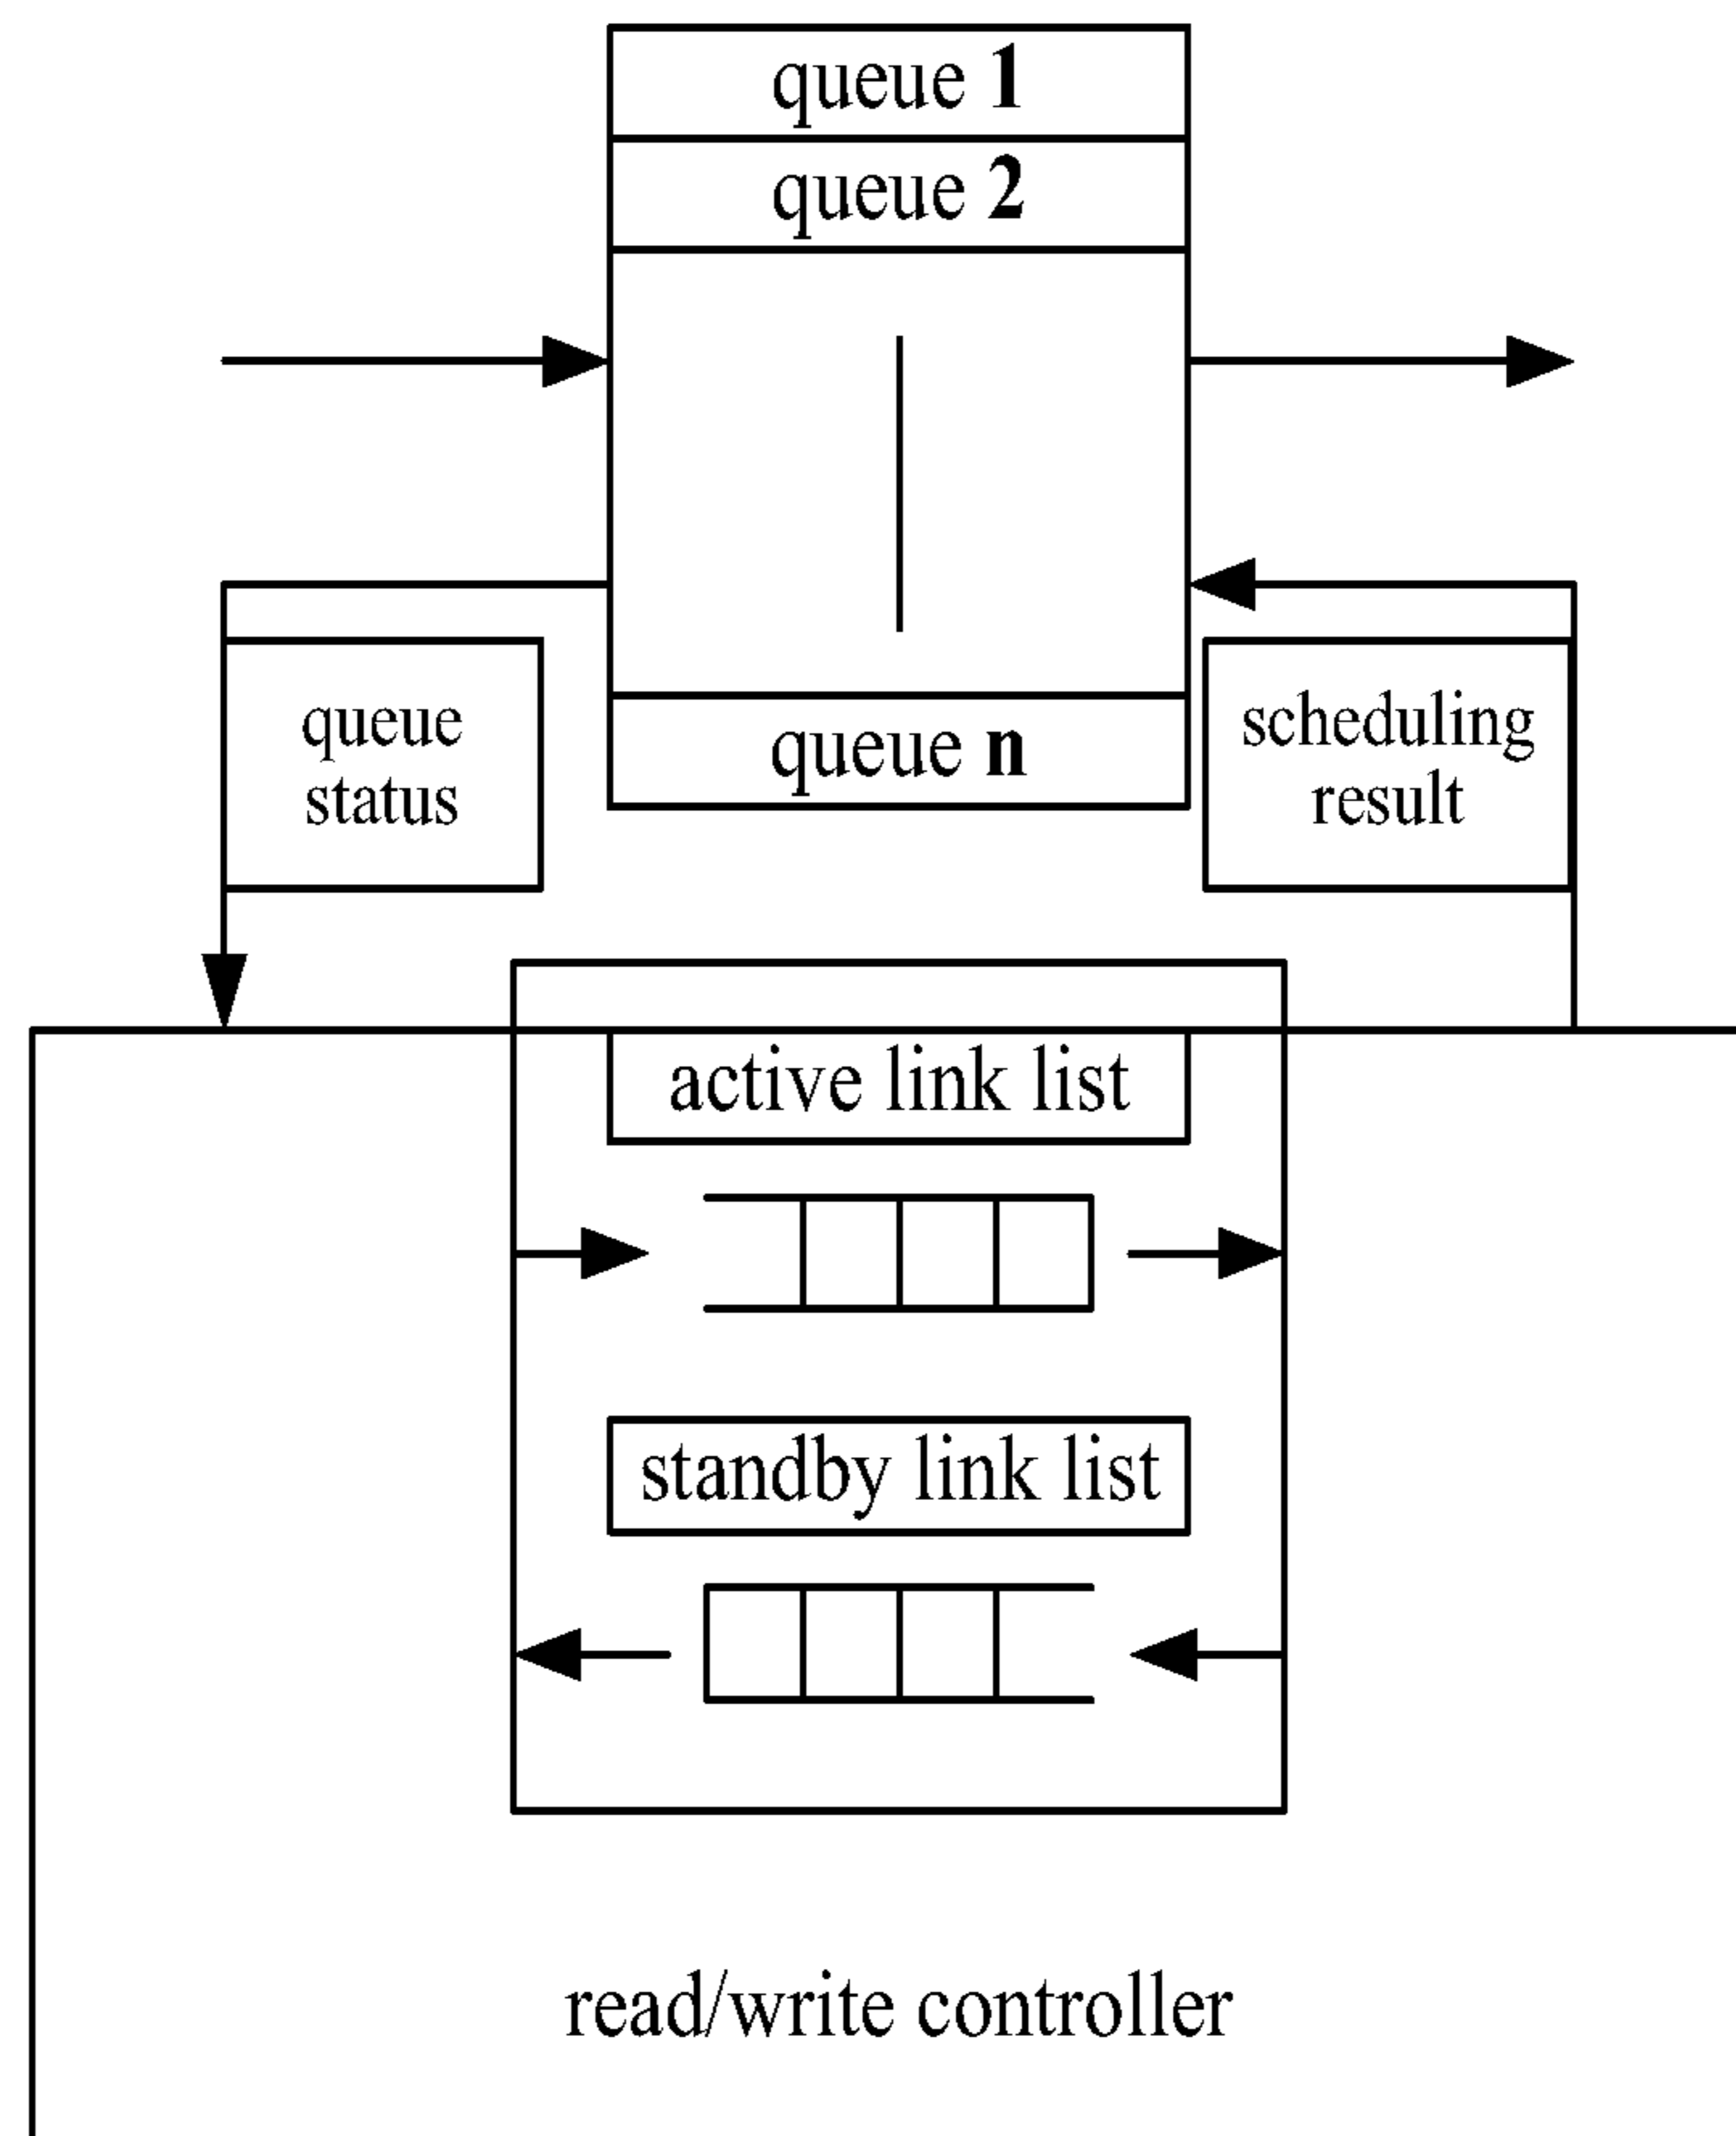 queue 1
queue 2
queue n
queue
status
scheduling
result
active link list
standby link list
read/write controller